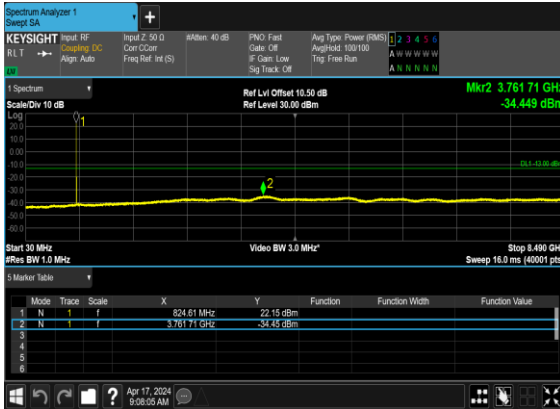 Spectrum Analyzer 1
Swept SA
+
KEYSIGHT Input: RF Input Z: 50 Ω #Atten: 40 dB PNO: Fast Avg Type: Power (RMS) 1 2 3 4 5 6
RLT Coupling: DC Corr CCorr Gate: Off Avg|Hold: 100/100 A W W W W W
Align: Auto Freq Ref: Int (S) IF Gain: Low Trig: Free Run
Sig Track: Off A N N N N N
1 Spectrum
Scale/Div 10 dB
Ref Lvl Offset 10.50 dB
Ref Level 30.00 dBm
Mkr2 3.761 71 GHz
-34.449 dBm
Log
20.0
10.0
0.00
-10.0
-20.0
-30.0
-40.0
-50.0
-60.0
1
2
DL1 -13.00 dBm
Start 30 MHz Video BW 3.0 MHz* Stop 8.490 GHz
#Res BW 1.0 MHz Sweep 16.0 ms (40001 pts)
5 Marker Table
Mode Trace Scale X Y Function Function Width Function Value
1 N 1 f 824.61 MHz 22.15 dBm
2 N 1 f 3.761 71 GHz -34.45 dBm
3
4
5
6
?
Apr 17, 2024
9:08:05 AM